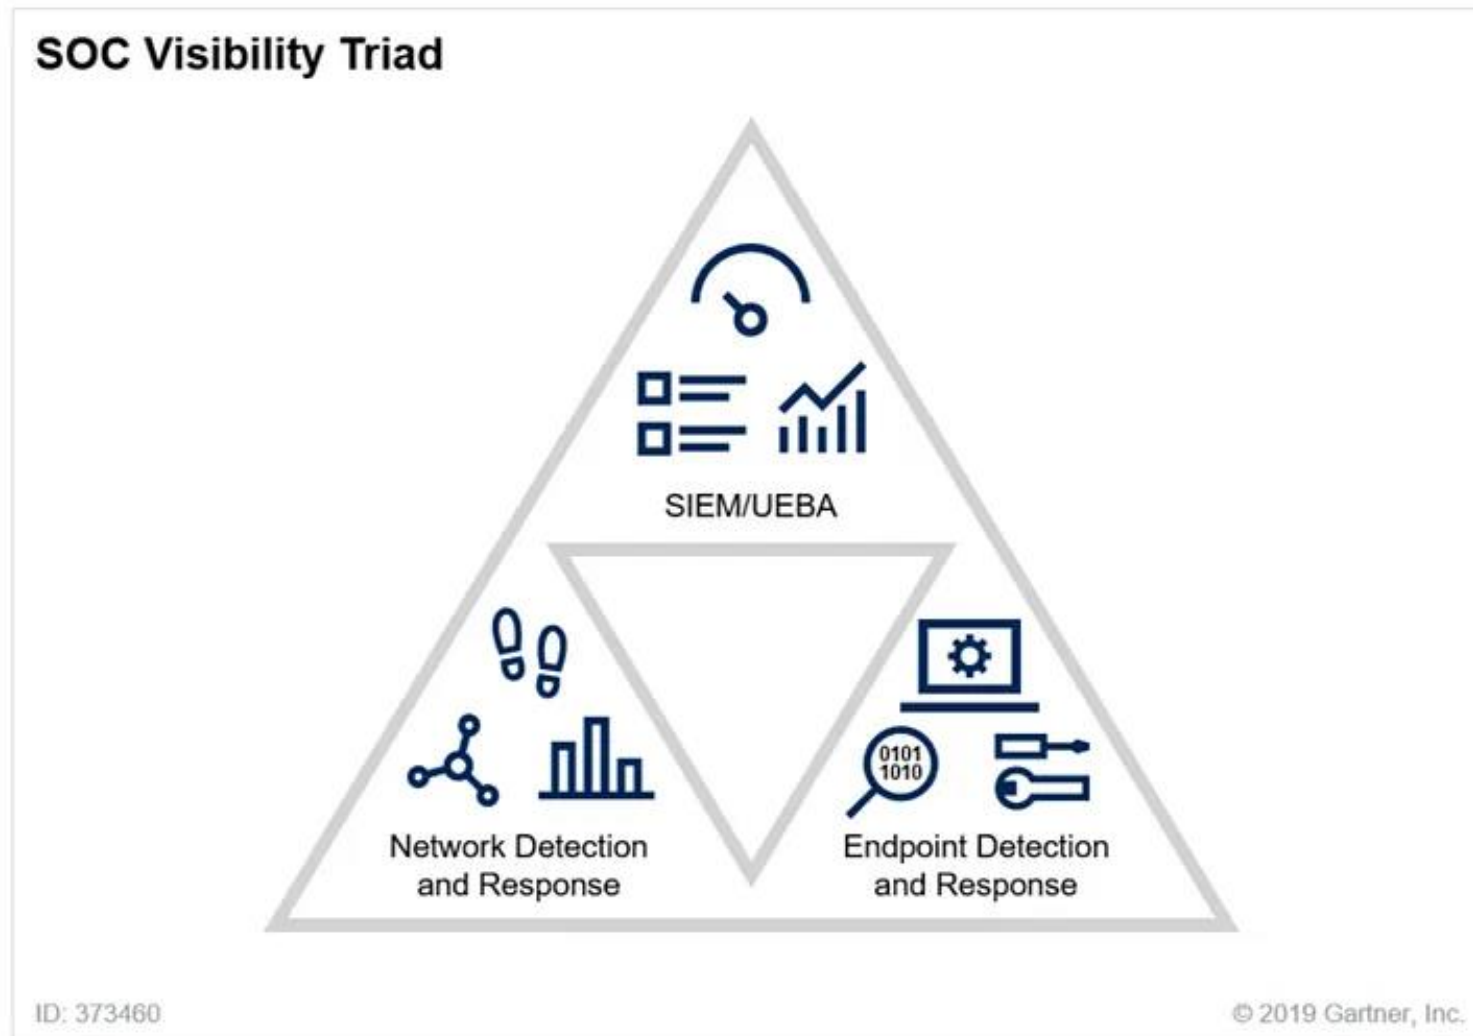 SOC Visibility Triad
SIEM/UEBA
0101
1010
Network Detection
and Response
Endpoint Detection
and Response
ID: 373460
© 2019 Gartner, Inc.